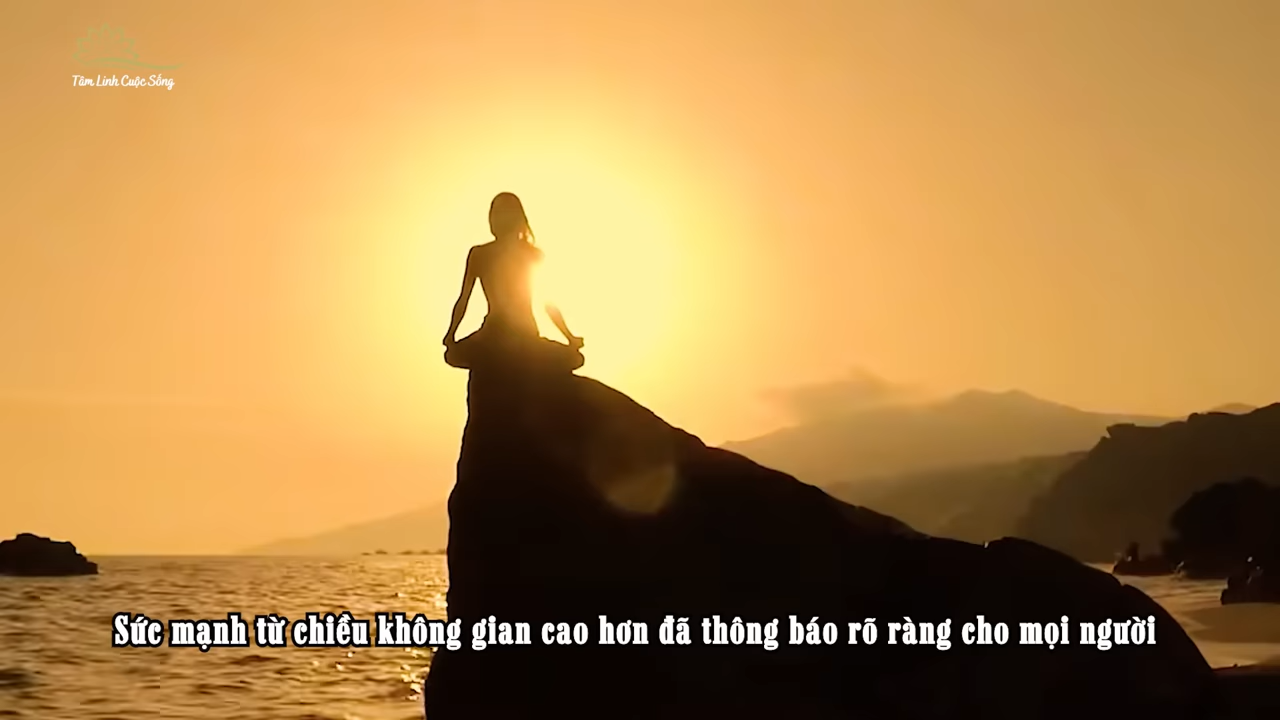 Tâm Linh Cuộc Sống
Sức mạnh từ chiều không gian cao hơn đã thông báo rõ ràng cho mọi người